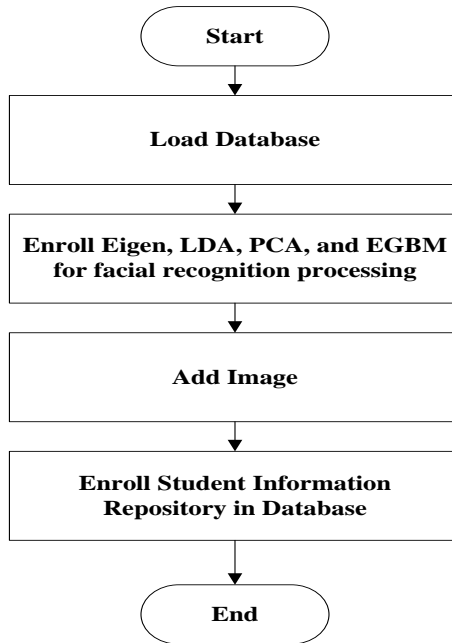 Start
Load Database
Enroll Eigen, LDA, PCA, and EGBM
for facial recognition processing
Add Image
Enroll Student Information
Repository in Database
End